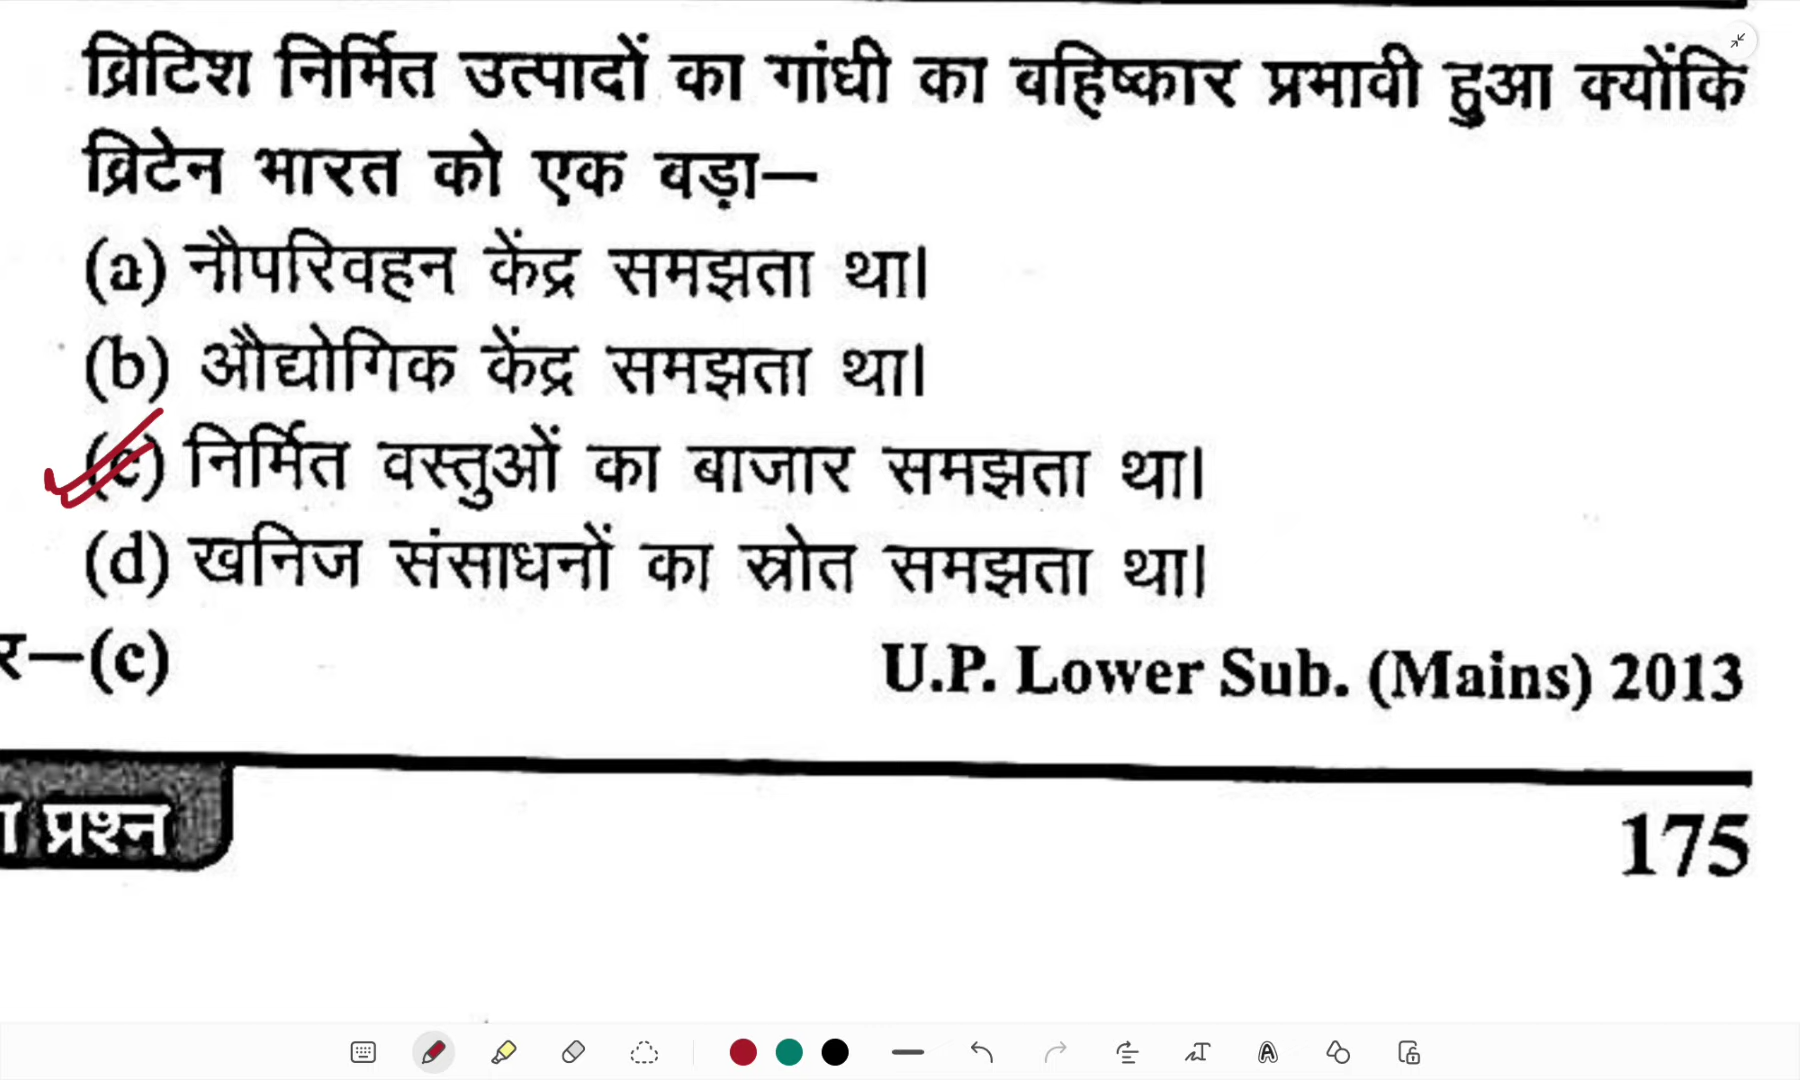 ब्रिटिश निर्मित उत्पादों का गांधी का बहिष्कार प्रभावी हुआ क्योंकि
ब्रिटेन भारत को एक बड़ा—
(a) नौपरिवहन केंद्र समझता था।
(b) औद्योगिक केंद्र समझता था।
(c) निर्मित वस्तुओं का बाजार समझता था।
(d) खनिज संसाधनों का स्रोत समझता था।
र—(c)
U.P. Lower Sub. (Mains) 2013
प्रश्न
175